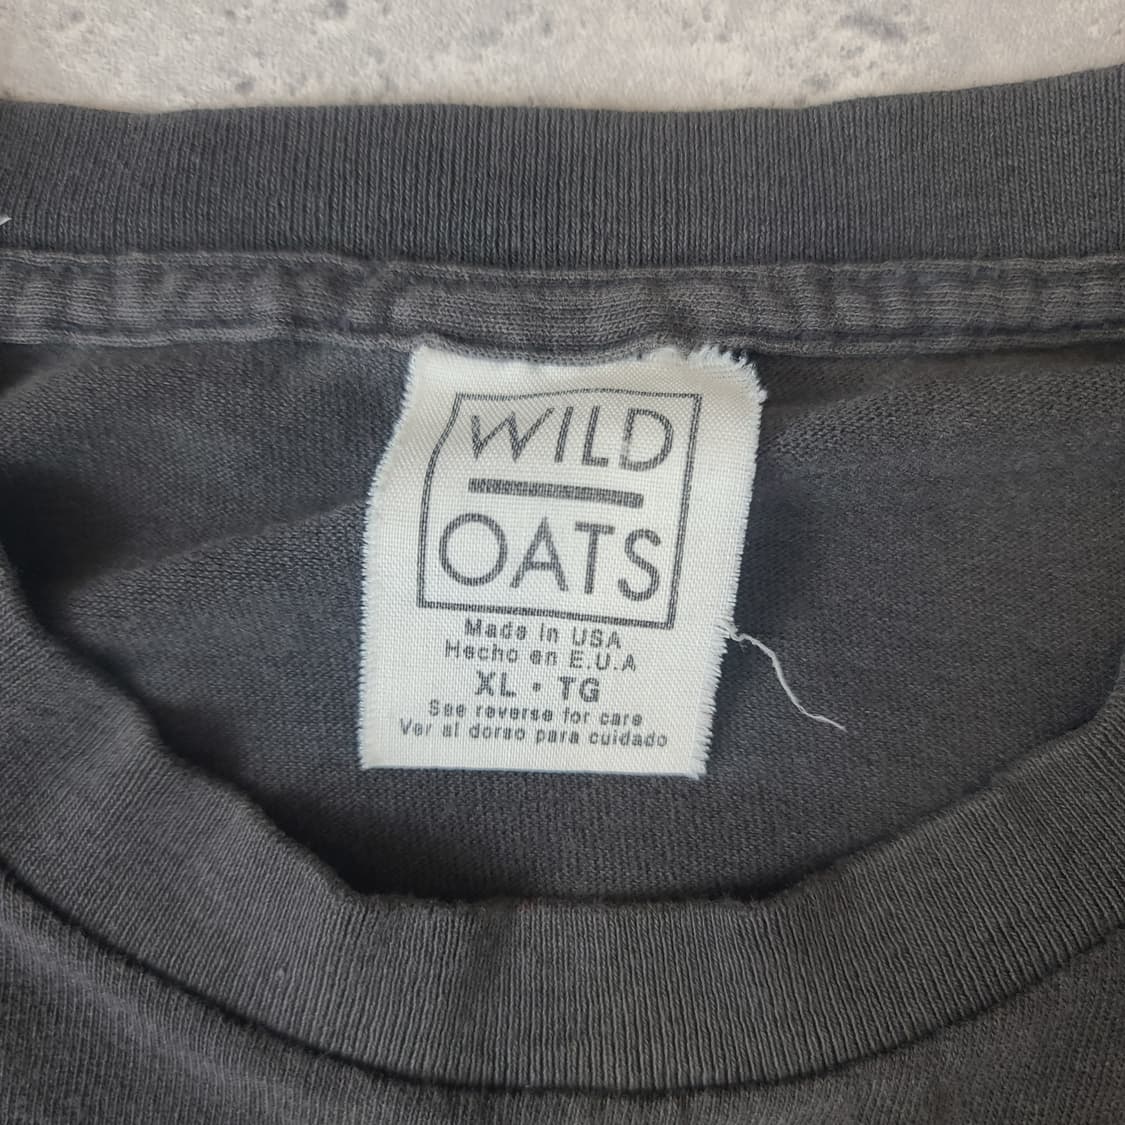 WILD
OATS
Made in USA
Hecho en E.U.A
XL • TG
See reverse for care
Ver al dorso para cuidado